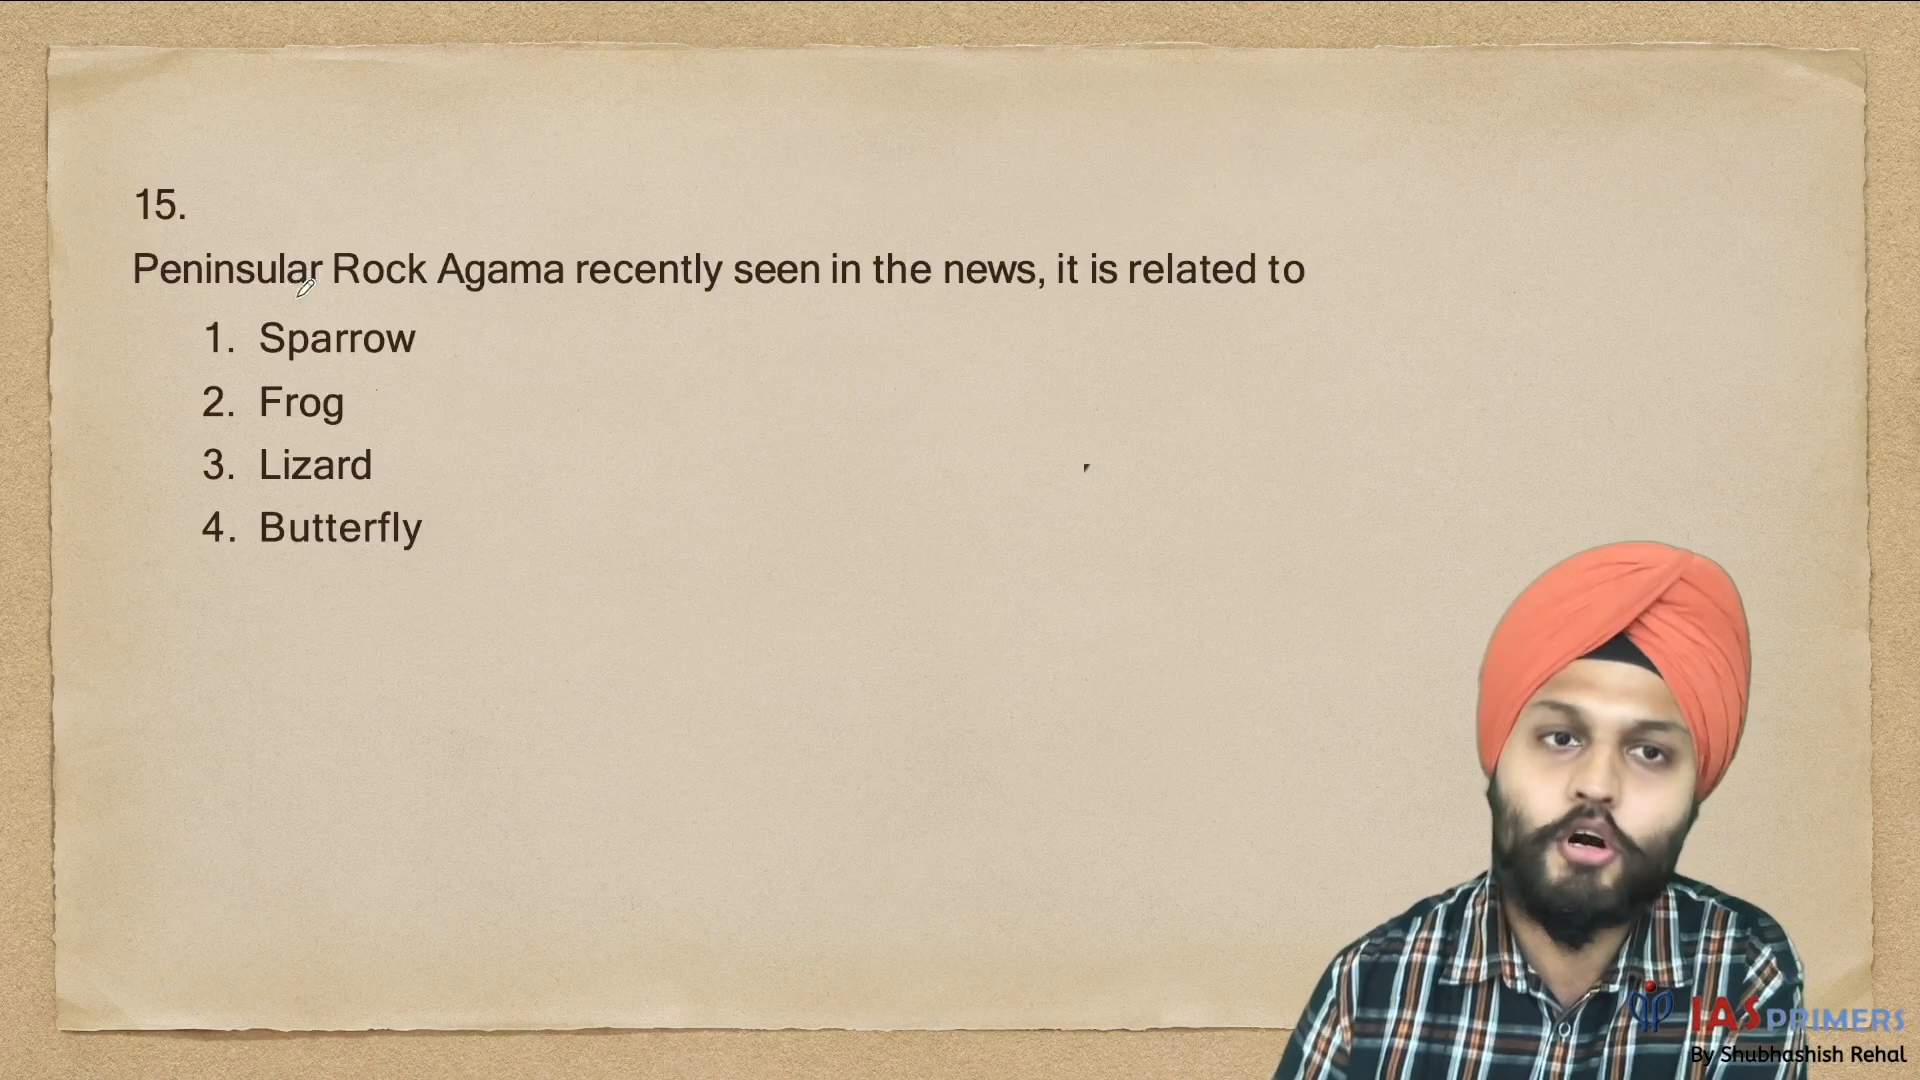 15.
Peninsular Rock Agama recently seen in the news, it is related to
1. Sparrow
2. Frog
3. Lizard
4. Butterfly
IAS PRIMERS
By Shubhashish Rehal